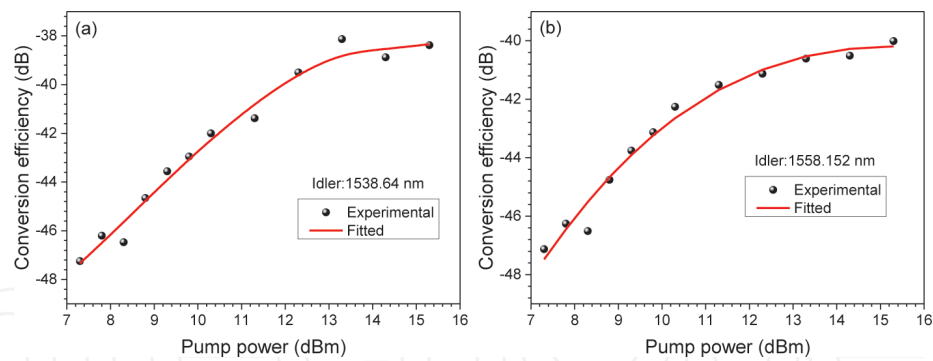 (a)
Conversion efficiency (dB)
-38
-40
-42
-44
-46
-48
Idler:1538.64 nm
Experimental
Fitted
7 8 9 10 11 12 13 14 15 16
Pump power (dBm)
(b)
Conversion efficiency (dB)
-40
-42
-44
-46
-48
Idler:1558.152 nm
Experimental
Fitted
7 8 9 10 11 12 13 14 15 16
Pump power (dBm)